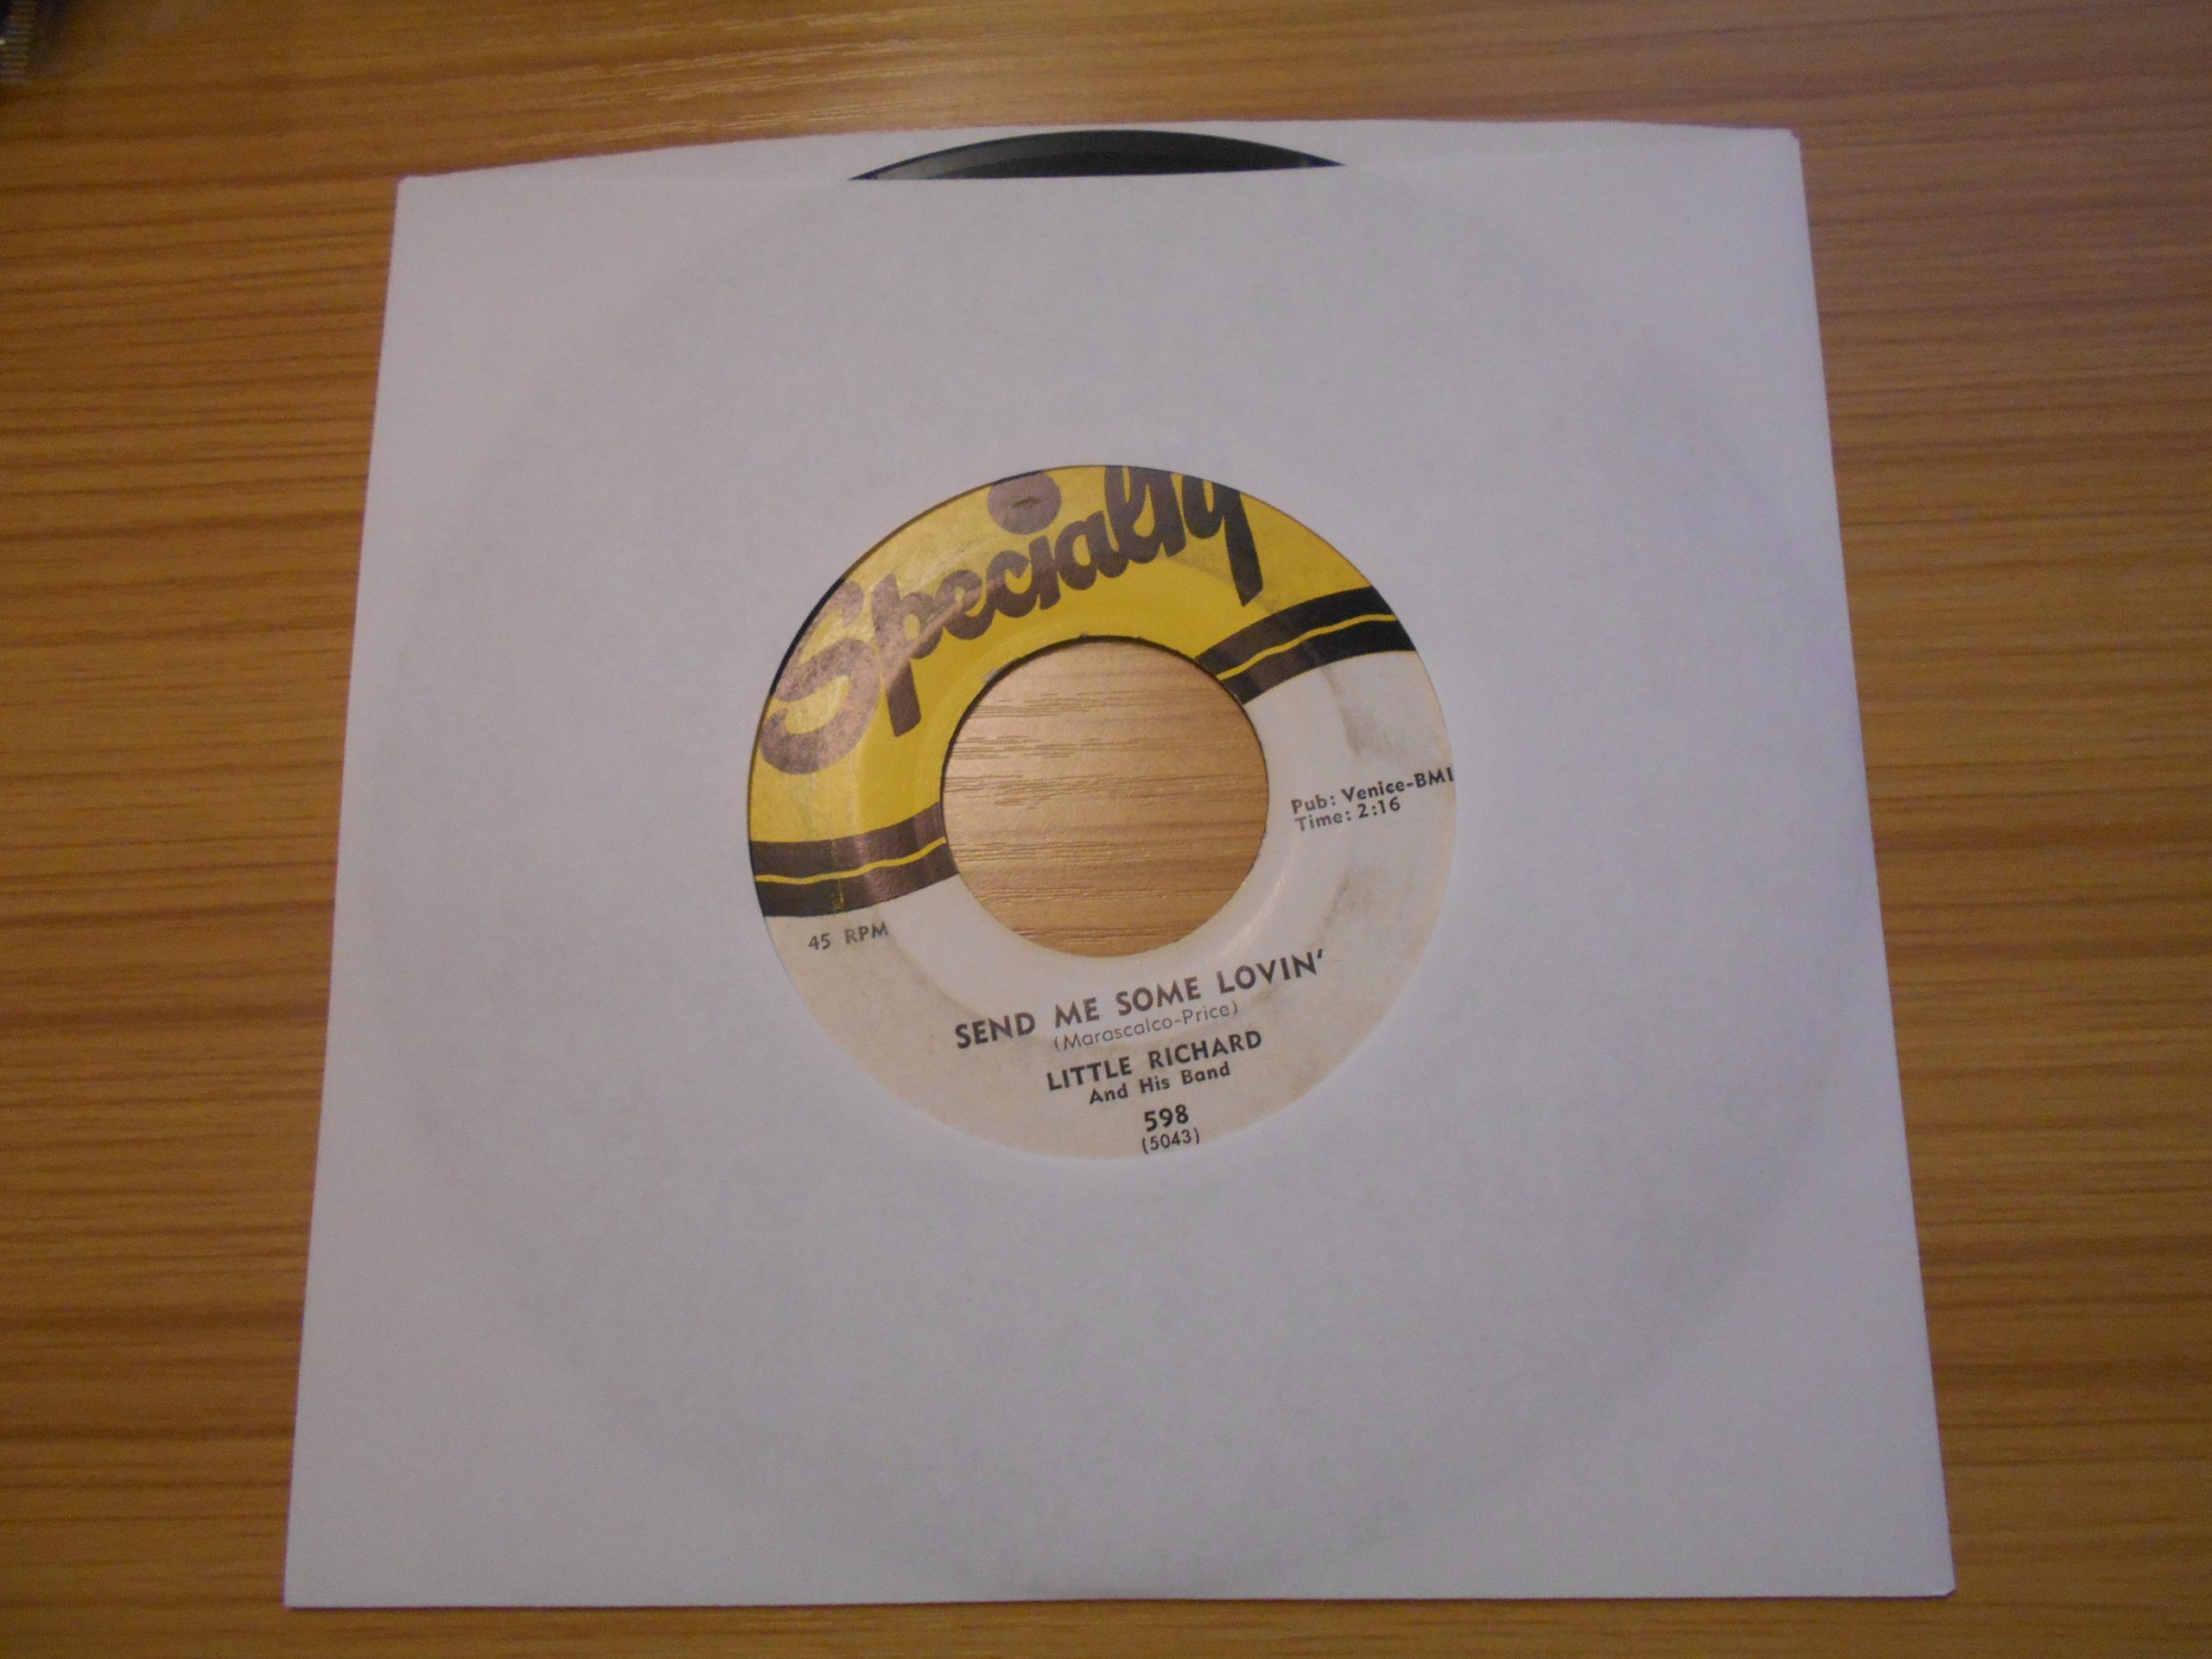 Specialty
Pub: Venice-BMI
Time: 2:16
45 RPM
SEND ME SOME LOVIN'
(Marascalco-Price)
LITTLE RICHARD
And His Band
598
(5043)